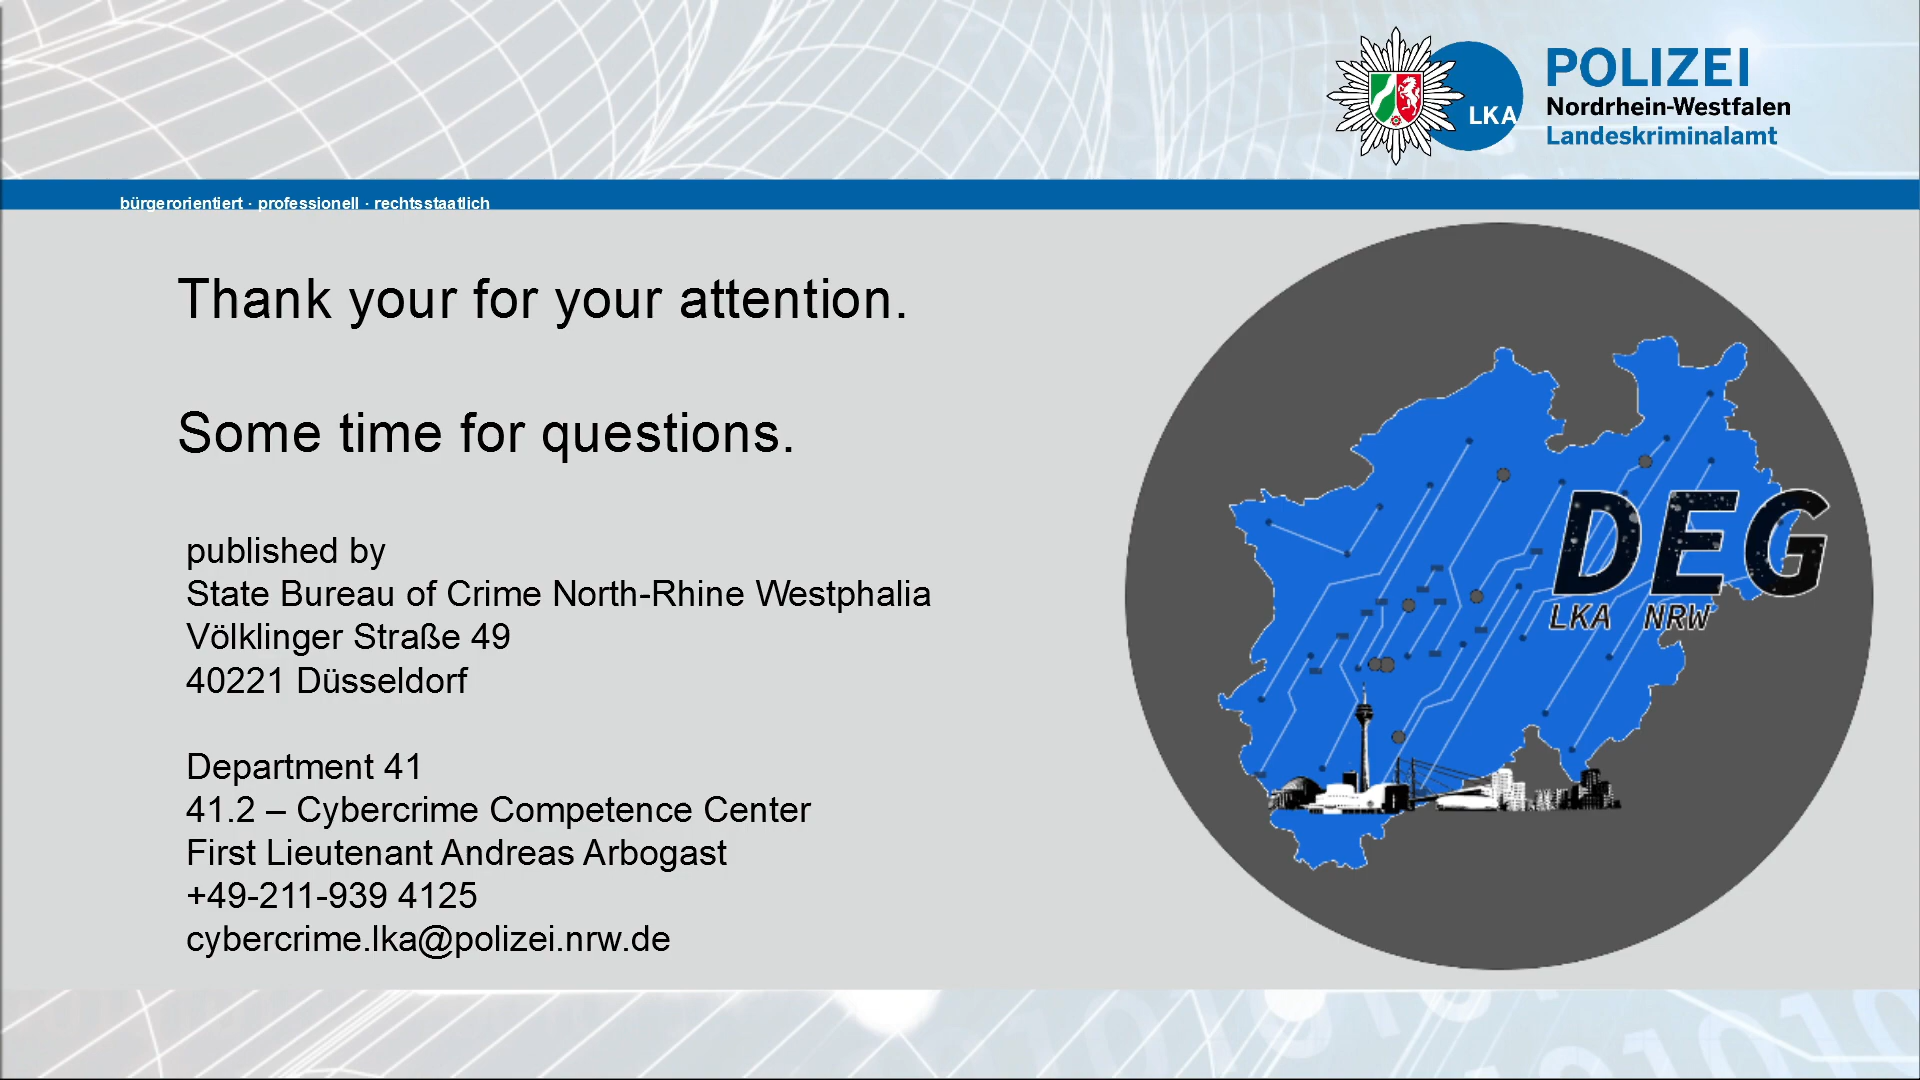 LKA
POLIZEI
Nordrhein-Westfalen
Landeskriminalamt
bürgerorientiert · professionell · rechtsstaatlich
Thank your for your attention.
Some time for questions.
published by
State Bureau of Crime North-Rhine Westphalia
Völklinger Straße 49
40221 Düsseldorf
Department 41
41.2 – Cybercrime Competence Center
First Lieutenant Andreas Arbogast
+49-211-939 4125
cybercrime.lka@polizei.nrw.de
DEG
LKA NRW